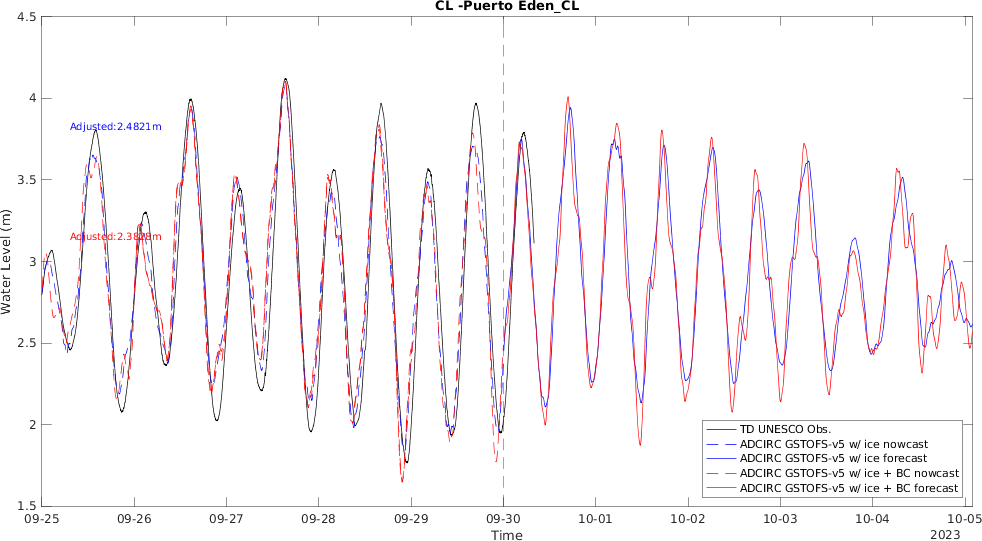 CL -Puerto Eden_CL
4.5
4
3.5
3
2.5
2
1.5
Water Level (m)
Adjusted:2.4821m
Adjusted:2.3828m
TD UNESCO Obs.
ADCIRC GSTOFS-v5 w/ ice nowcast
ADCIRC GSTOFS-v5 w/ ice forecast
ADCIRC GSTOFS-v5 w/ ice + BC nowcast
ADCIRC GSTOFS-v5 w/ ice + BC forecast
09-25 09-26 09-27 09-28 09-29 09-30 10-01 10-02 10-03 10-04 10-05
Time
2023